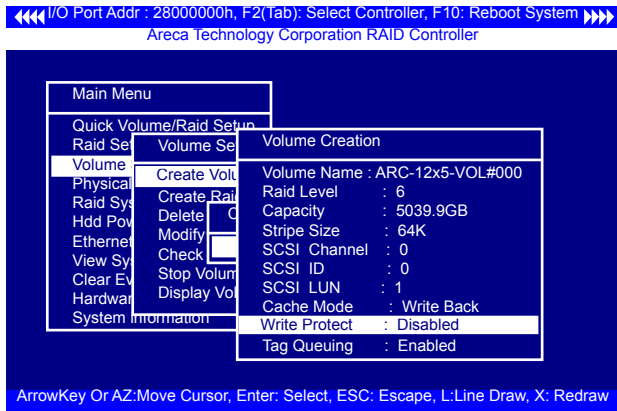 I/O Port Addr : 28000000h, F2(Tab): Select Controller, F10: Reboot System
Areca Technology Corporation RAID Controller
Main Menu
Quick Volume/Raid Setup
Raid Set
Volume
Physical
Raid Sys
Hdd Pow
Ethernet
View Sys
Clear Ev
Hardwar
System Information
Volume Set
Create Volu
Create Raid
Delete
Modify
Check
Stop Volum
Display Vol
C
Volume Creation
Volume Name : ARC-12x5-VOL#000
Raid Level : 6
Capacity : 5039.9GB
Stripe Size : 64K
SCSI Channel : 0
SCSI ID : 0
SCSI LUN : 1
Cache Mode : Write Back
Write Protect : Disabled
Tag Queuing : Enabled
ArrowKey Or AZ:Move Cursor, Enter: Select, ESC: Escape, L:Line Draw, X: Redraw